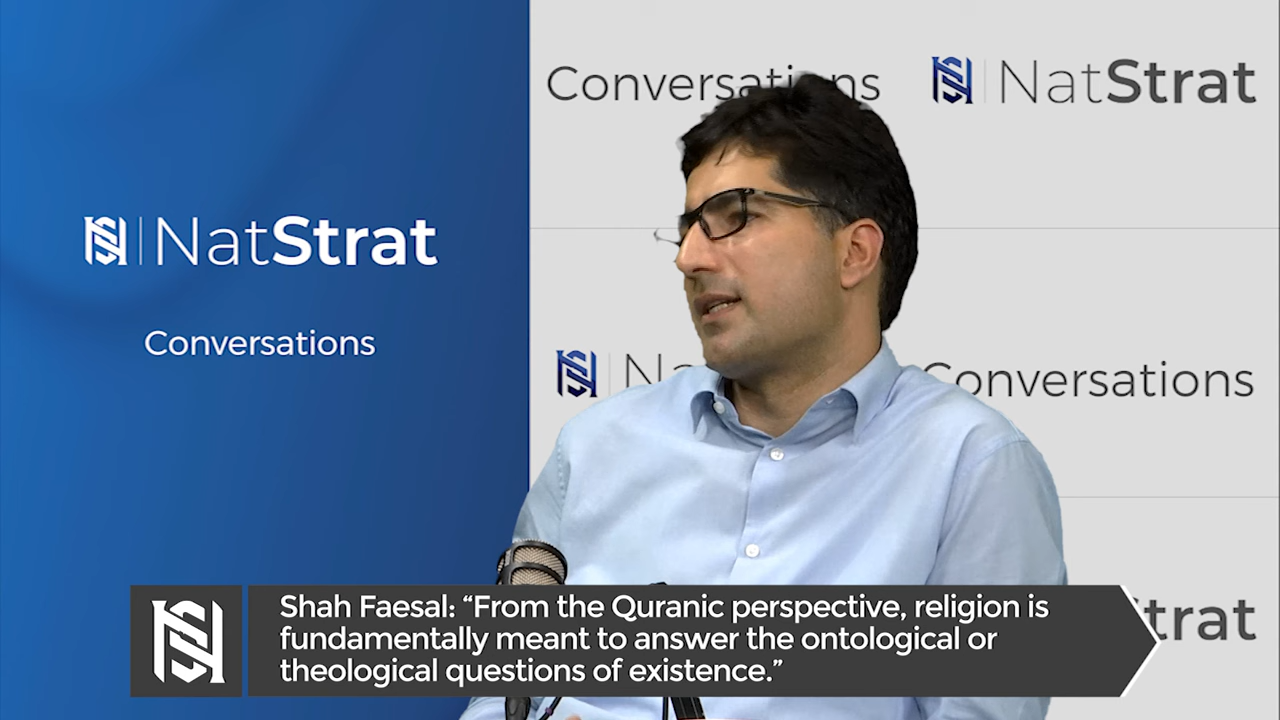 Conversations
NatStrat
NatStrat
Conversations
Conversations
Shah Faesal: “From the Quranic perspective, religion is
fundamentally meant to answer the ontological or
theological questions of existence.”